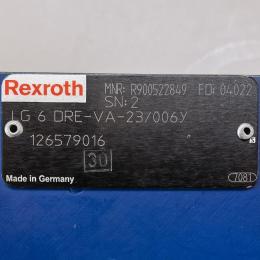 Rexroth MNR: R900522849 FD: 04022
SN: 2
LG 6 DRE-VA-23/006Y
126579016
30
Made in Germany 7081